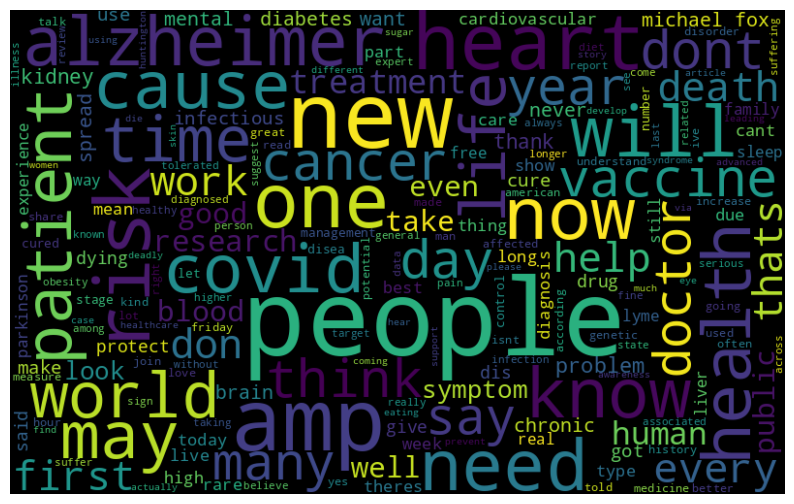 talk
use
mental
diabetes
want
cardiovascular
michael fox
review
using
sugar
alzheimer
heart
dont
illness
huntington
part
expert
diet
story
disorder
different
report
see
come
article
suffering
kidney
cause
treatment
life
year
death
spread
infectious
new
never
develop
number
family
die
skin
great
care
always
last
related
leading
time
will
patient
risk
experience
women
suggest
read
thank
longer
ive
cant
way
tolerated
cancer
free
show
understand
syndrome
advanced
sleep
work
one
even
cure
american
vaccine
mean
healthy
diagnosed
made
due
increase
share
person
take
thing
now
still
via
known
good
management
affected
long
doctor
thats
cured
deadly
research
disea
general
man
please
serious
dying
let
potential
data
best
day
help
health
obesity
right
covid
pain
control
diagnosis
drug
fine
much
eye
stage
kind
higher
blood
people
according
lyme
going
parkinson
case
among
lot
healthcare
friday
target
isnt
genetic
state
used
often
across
protect
join
without
don
hear
infection
problem
awareness
make
look
love
coming
support
think
symptom
know
liver
public
measure
sign
taking
brain
really
eating
dis
associated
world
amp
say
chronic
human
every
said
hour
today
give
week
real
got
history
find
may
live
many
prevent
need
type
suffer
high
rare
well
theres
told
first
actually
believe
yes
medicine
better